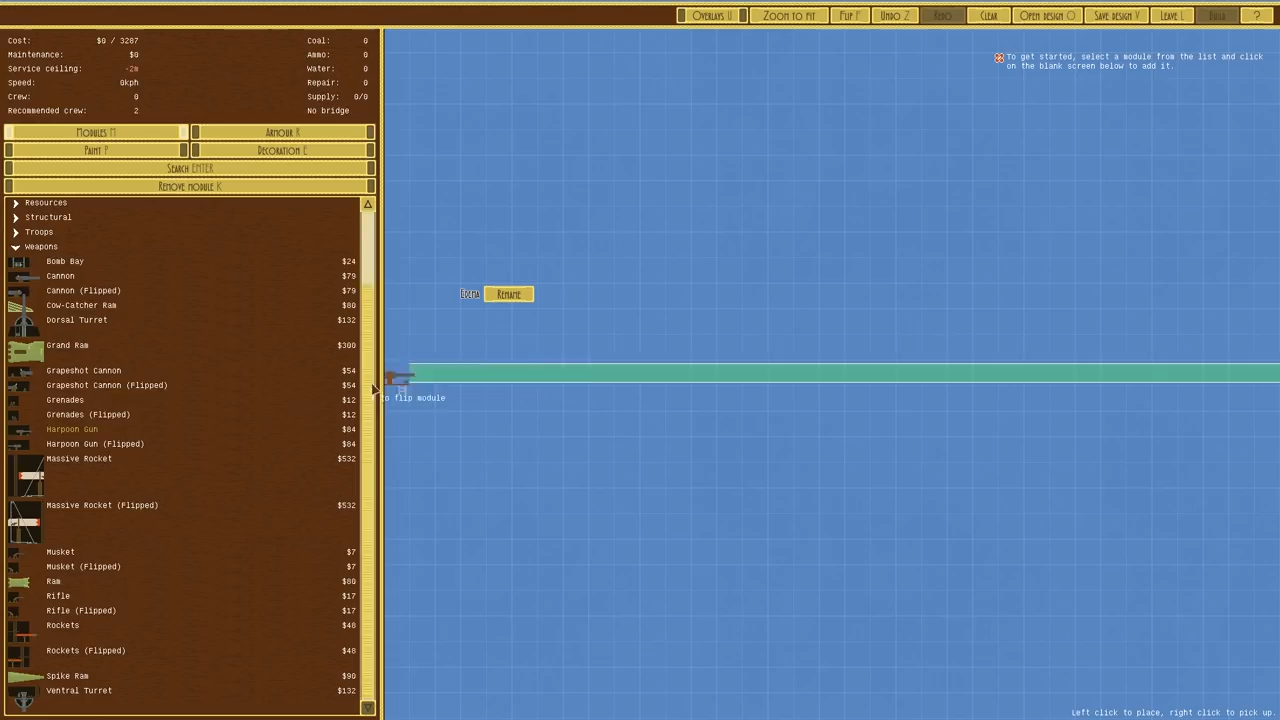 Overlays U
Zoom to fit
Flip F
Undo Z
Redo
Clear
Open design O
Save design V
Leave L
Build
?
Cost: $0 / 3287
Maintenance: $0
Service ceiling: -2m
Speed: 0kph
Crew: 0
Recommended crew: 2
Coal: 0
Ammo: 0
Water: 0
Repair: 0
Supply: 0/0
No bridge
To get started, select a module from the list and click
on the blank screen below to add it.
Modules M
Armour R
Paint P
Decoration E
Search ENTER
Remove module K
Resources
Structural
Troops
Weapons
Bomb Bay $24
Cannon $79
Cannon (Flipped) $79
Cow-Catcher Ram $80
Dorsal Turret $132
Grand Ram $300
Grapeshot Cannon $54
Grapeshot Cannon (Flipped) $54
Grenades $12
Grenades (Flipped) $12
Harpoon Gun $84
Harpoon Gun (Flipped) $84
Massive Rocket $532
Massive Rocket (Flipped) $532
Musket $7
Musket (Flipped) $7
Ram $80
Rifle $17
Rifle (Flipped) $17
Rockets $48
Rockets (Flipped) $48
Spike Ram $90
Ventral Turret $132
Rename
o flip module
Left click to place, right click to pick up.